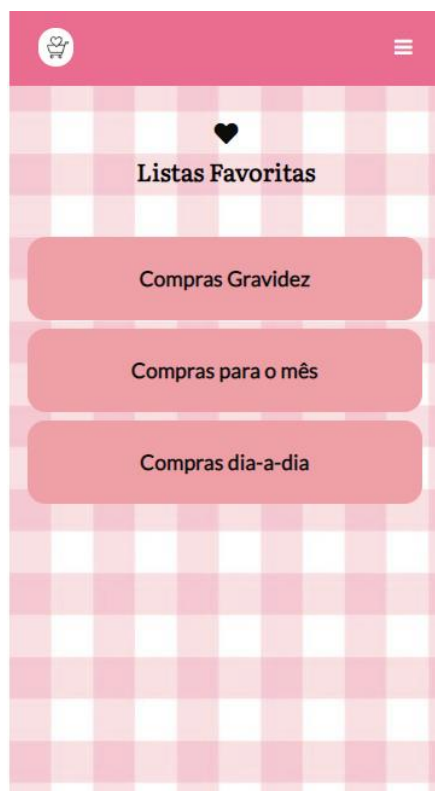 Listas Favoritas
Compras Gravidez
Compras para o mês
Compras dia-a-dia